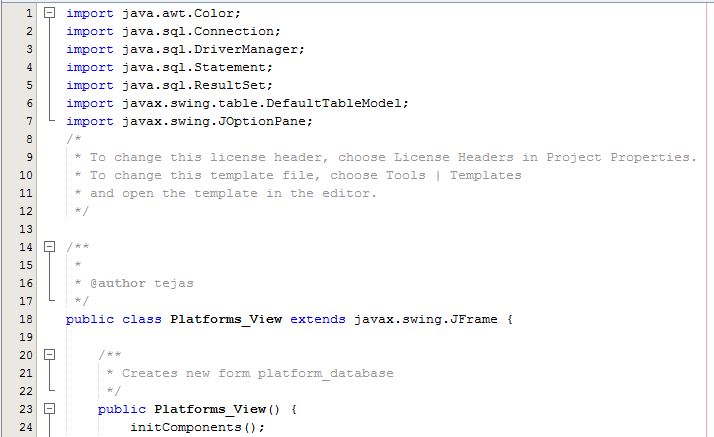 1 import java.awt.Color;
2 import java.sql.Connection;
3 import java.sql.DriverManager;
4 import java.sql.Statement;
5 import java.sql.ResultSet;
6 import javax.swing.table.DefaultTableModel;
7 import javax.swing.JOptionPane;
8 /*
9  * To change this license header, choose License Headers in Project Properties.
10  * To change this template file, choose Tools | Templates
11  * and open the template in the editor.
12  */
13
14 /**
15  *
16  * @author tejas
17  */
18 public class Platforms_View extends javax.swing.JFrame {
19
20     /**
21      * Creates new form platform_database
22      */
23     public Platforms_View() {
24         initComponents();